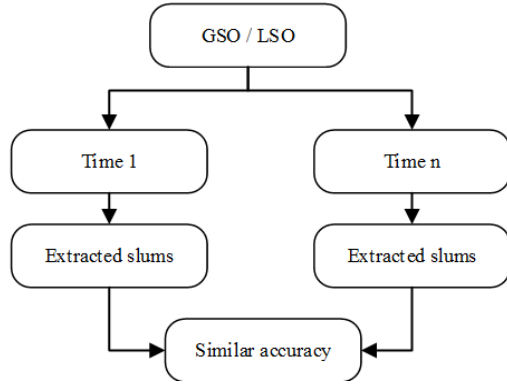 GSO / LSO
Time 1
Time n
Extracted slums
Extracted slums
Similar accuracy